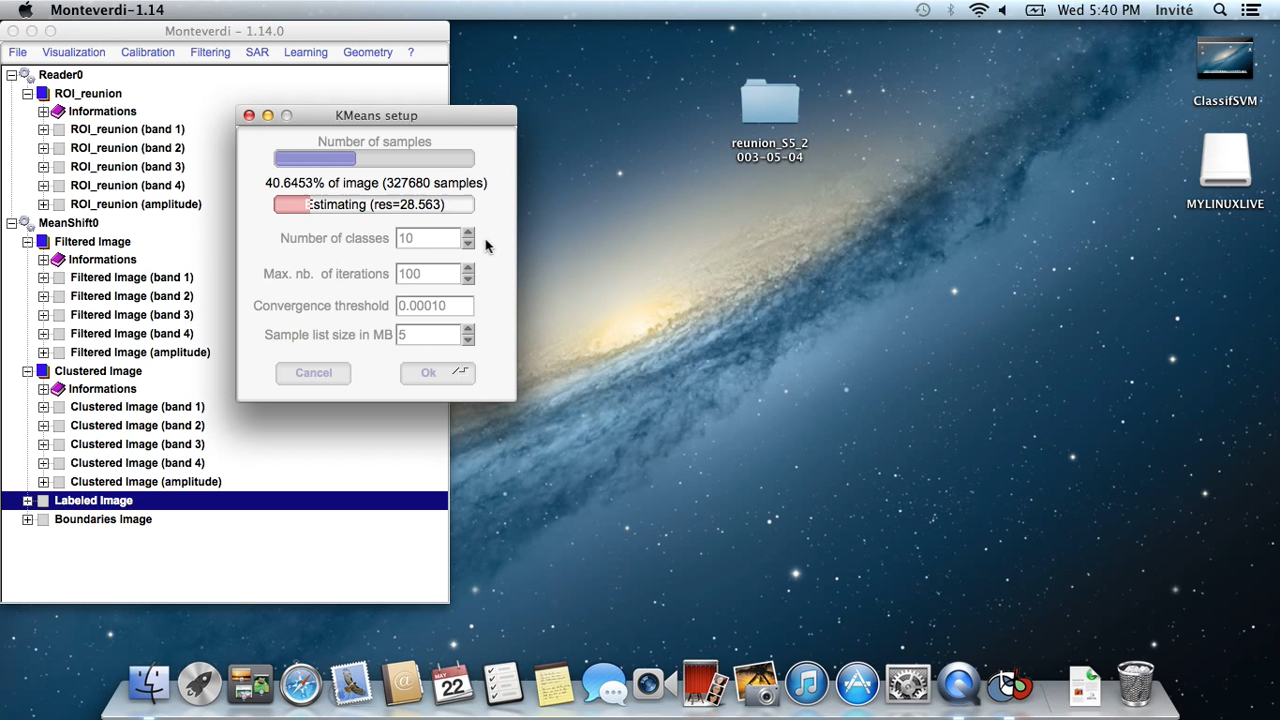 Monteverdi-1.14
Wed 5:40 PM Invité
Monteverdi - 1.14.0
File Visualization Calibration Filtering SAR Learning Geometry ?
Reader0
ROI_reunion
Informations
ROI_reunion (band 1)
ROI_reunion (band 2)
ROI_reunion (band 3)
ROI_reunion (band 4)
ROI_reunion (amplitude)
MeanShift0
Filtered Image
Informations
Filtered Image (band 1)
Filtered Image (band 2)
Filtered Image (band 3)
Filtered Image (band 4)
Filtered Image (amplitude)
Clustered Image
Informations
Clustered Image (band 1)
Clustered Image (band 2)
Clustered Image (band 3)
Clustered Image (band 4)
Clustered Image (amplitude)
Labeled Image
Boundaries Image
KMeans setup
Number of samples
40.6453% of image (327680 samples)
Estimating (res=28.563)
Number of classes 10
Max. nb. of iterations 100
Convergence threshold 0.00010
Sample list size in MB 5
Cancel Ok
reunion_S5_2
003-05-04
ClassifSVM
MYLINUXLIVE
MAY
22